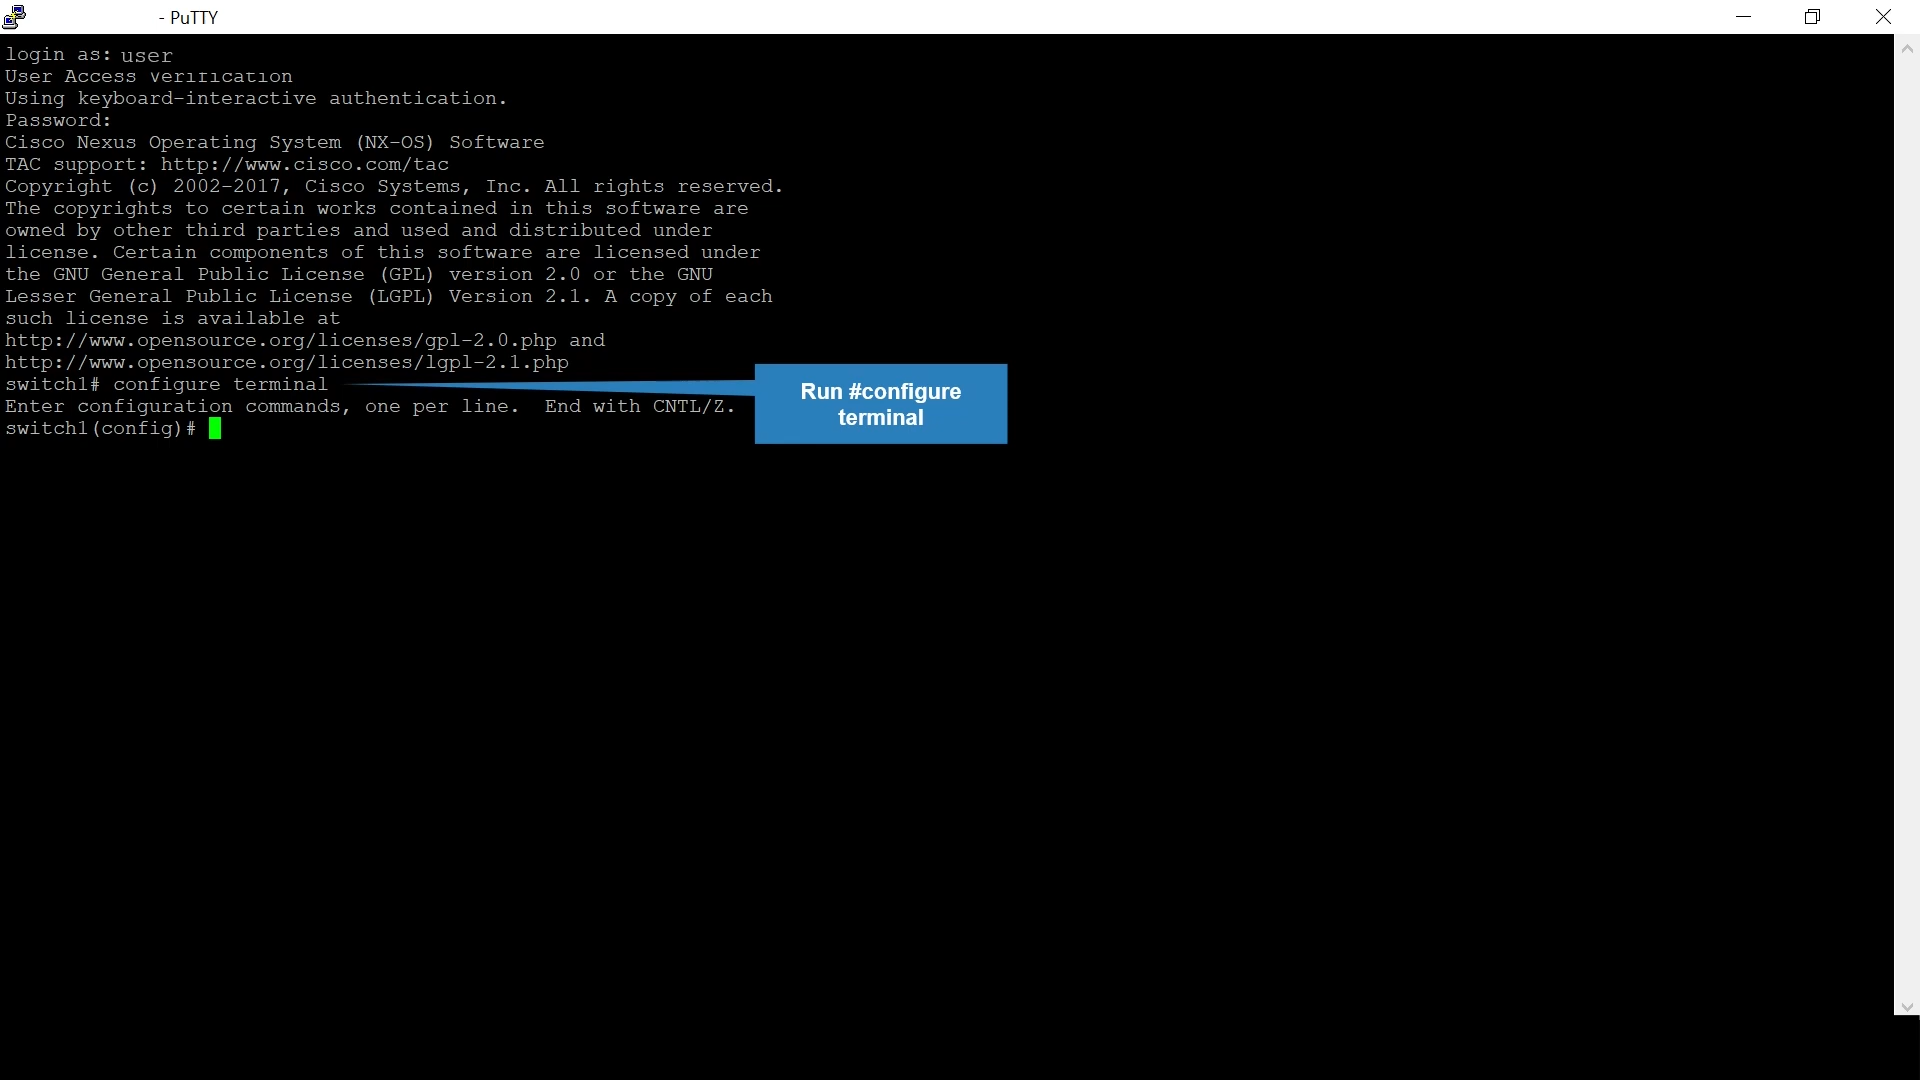 - PuTTY
login as: user
User Access Verification
Using keyboard-interactive authentication.
Password:
Cisco Nexus Operating System (NX-OS) Software
TAC support: http://www.cisco.com/tac
Copyright (c) 2002-2017, Cisco Systems, Inc. All rights reserved.
The copyrights to certain works contained in this software are
owned by other third parties and used and distributed under
license. Certain components of this software are licensed under
the GNU General Public License (GPL) version 2.0 or the GNU
Lesser General Public License (LGPL) Version 2.1. A copy of each
such license is available at
http://www.opensource.org/licenses/gpl-2.0.php and
http://www.opensource.org/licenses/lgpl-2.1.php
switch1# configure terminal
Enter configuration commands, one per line.  End with CNTL/Z.
switch1(config)#
Run #configure
terminal